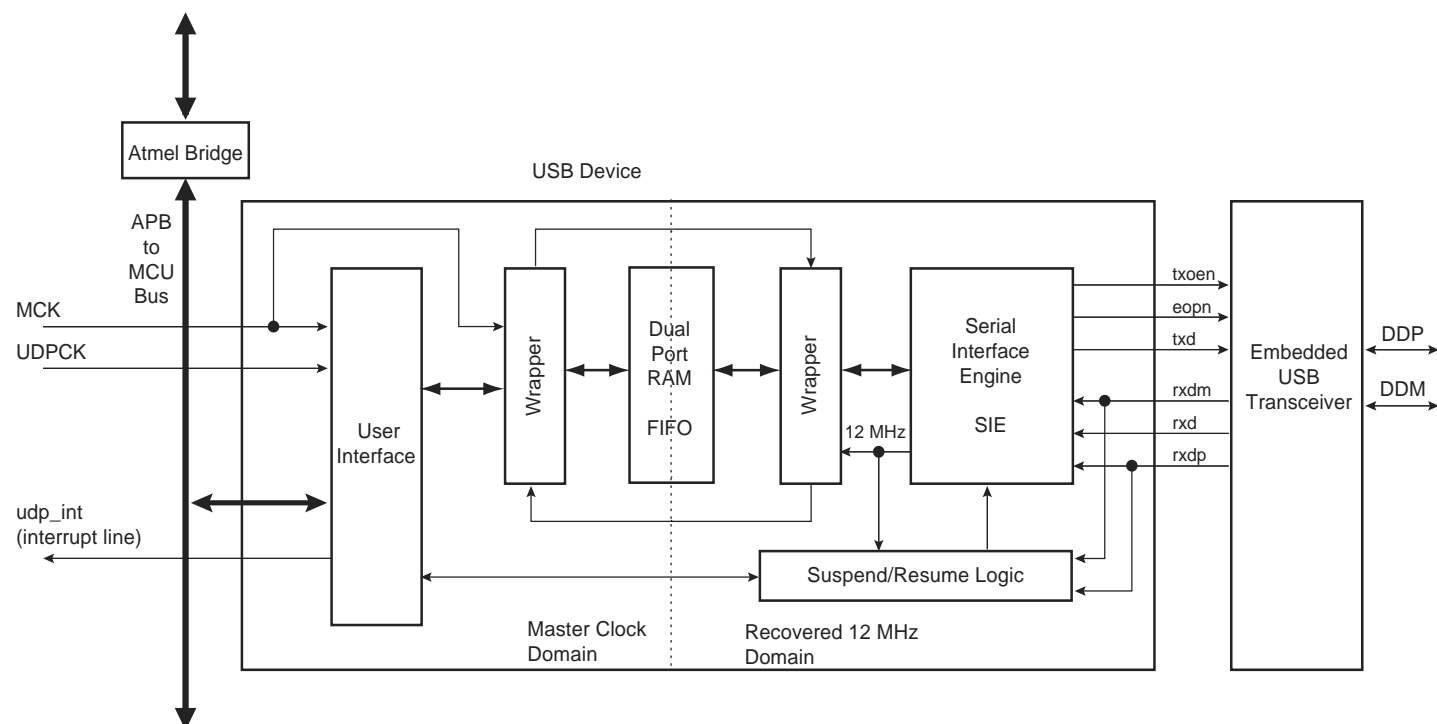 Atmel Bridge
USB Device
APB
to
MCU
Bus
MCK
UDPCK
udp_int
(interrupt line)
User
Interface
Wrapper
Dual
Port
RAM
FIFO
Wrapper
12 MHz
Serial
Interface
Engine
SIE
Suspend/Resume Logic
Master Clock
Domain
Recovered 12 MHz
Domain
txoen
eopn
txd
rxdm
rxd
rxdp
Embedded
USB
Transceiver
DDP
DDM